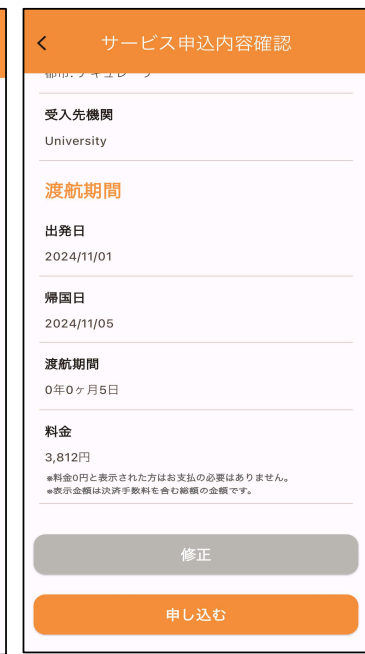 サービス申込内容確認
受入先機関
University
渡航期間
出発日
2024/11/01
帰国日
2024/11/05
渡航期間
0年0ヶ月5日
料金
3,812円
*料金0円と表示された方はお支払の必要はありません。
*表示金額は決済手数料を含む総額の金額です。
修正
申し込む